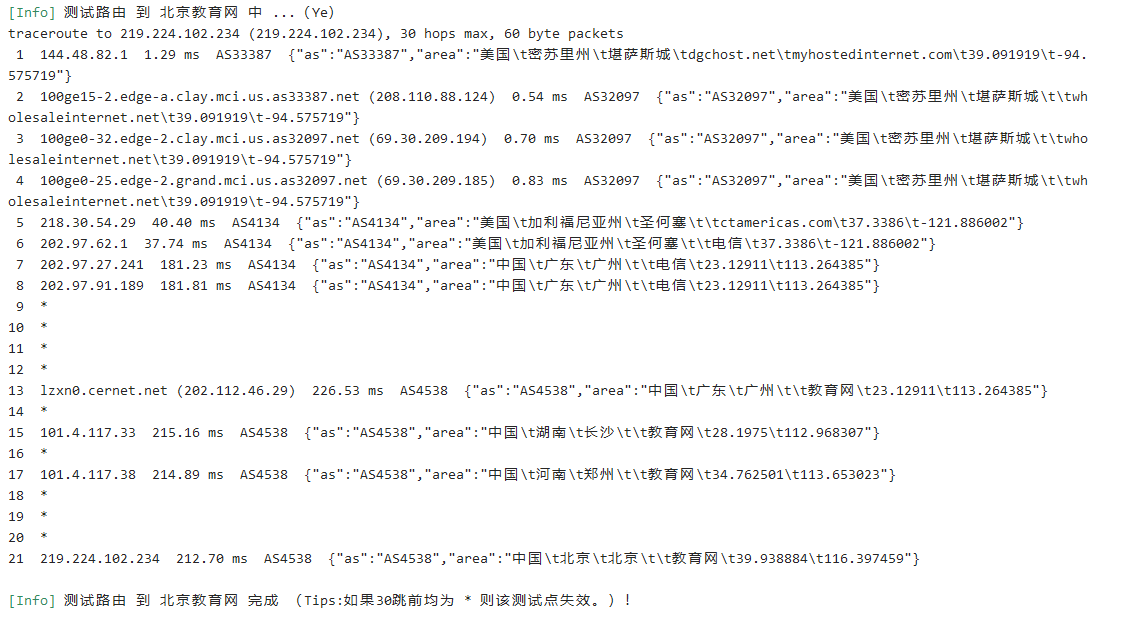 [Info] 测试路由 到 北京教育网 中 ... (Ye)
traceroute to 219.224.102.234 (219.224.102.234), 30 hops max, 60 byte packets
 1  144.48.82.1  1.29 ms  AS33387  {"as":"AS33387","area":"美国\t密苏里州\t堪萨斯城\tdgchost.net\tmyhostedinternet.com\t39.091919\t-94.
575719"}
 2  100ge15-2.edge-a.clay.mci.us.as33387.net (208.110.88.124)  0.54 ms  AS32097  {"as":"AS32097","area":"美国\t密苏里州\t堪萨斯城\t\twh
olesaleinternet.net\t39.091919\t-94.575719"}
 3  100ge0-32.edge-2.clay.mci.us.as32097.net (69.30.209.194)  0.70 ms  AS32097  {"as":"AS32097","area":"美国\t密苏里州\t堪萨斯城\t\twho
lesaleinternet.net\t39.091919\t-94.575719"}
 4  100ge0-25.edge-2.grand.mci.us.as32097.net (69.30.209.185)  0.83 ms  AS32097  {"as":"AS32097","area":"美国\t密苏里州\t堪萨斯城\t\twh
olesaleinternet.net\t39.091919\t-94.575719"}
 5  218.30.54.29  40.40 ms  AS4134  {"as":"AS4134","area":"美国\t加利福尼亚州\t圣何塞\t\tctamericas.com\t37.3386\t-121.886002"}
 6  202.97.62.1  37.74 ms  AS4134  {"as":"AS4134","area":"美国\t加利福尼亚州\t圣何塞\t\t电信\t37.3386\t-121.886002"}
 7  202.97.27.241  181.23 ms  AS4134  {"as":"AS4134","area":"中国\t广东\t广州\t\t电信\t23.12911\t113.264385"}
 8  202.97.91.189  181.81 ms  AS4134  {"as":"AS4134","area":"中国\t广东\t广州\t\t电信\t23.12911\t113.264385"}
 9  *
10  *
11  *
12  *
13  lzxn0.cernet.net (202.112.46.29)  226.53 ms  AS4538  {"as":"AS4538","area":"中国\t广东\t广州\t\t教育网\t23.12911\t113.264385"}
14  *
15  101.4.117.33  215.16 ms  AS4538  {"as":"AS4538","area":"中国\t湖南\t长沙\t\t教育网\t28.1975\t112.968307"}
16  *
17  101.4.117.38  214.89 ms  AS4538  {"as":"AS4538","area":"中国\t河南\t郑州\t\t教育网\t34.762501\t113.653023"}
18  *
19  *
20  *
21  219.224.102.234  212.70 ms  AS4538  {"as":"AS4538","area":"中国\t北京\t北京\t\t教育网\t39.938884\t116.397459"}
[Info] 测试路由 到 北京教育网 完成 （Tips:如果30跳前均为 * 则该测试点失效。）！